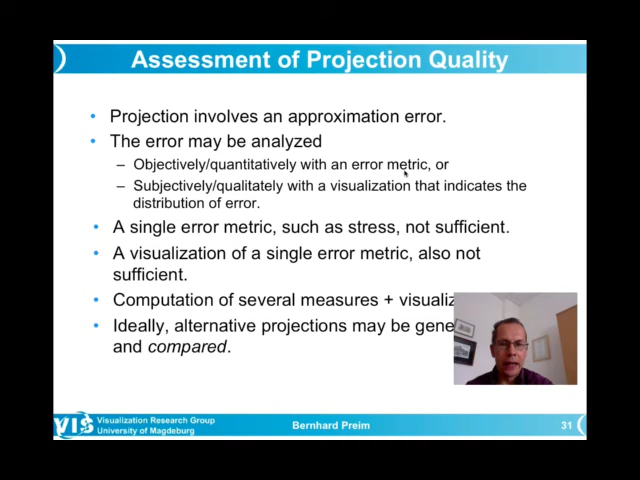 Assessment of Projection Quality
• Projection involves an approximation error.
• The error may be analyzed
– Objectively/quantitatively with an error metric, or
– Subjectively/qualitately with a visualization that indicates the
distribution of error.
• A single error metric, such as stress, not sufficient.
• A visualization of a single error metric, also not
sufficient.
• Computation of several measures + visualiz
• Ideally, alternative projections may be gene
and compared.
VIS
Visualization Research Group
University of Magdeburg
Bernhard Preim
31